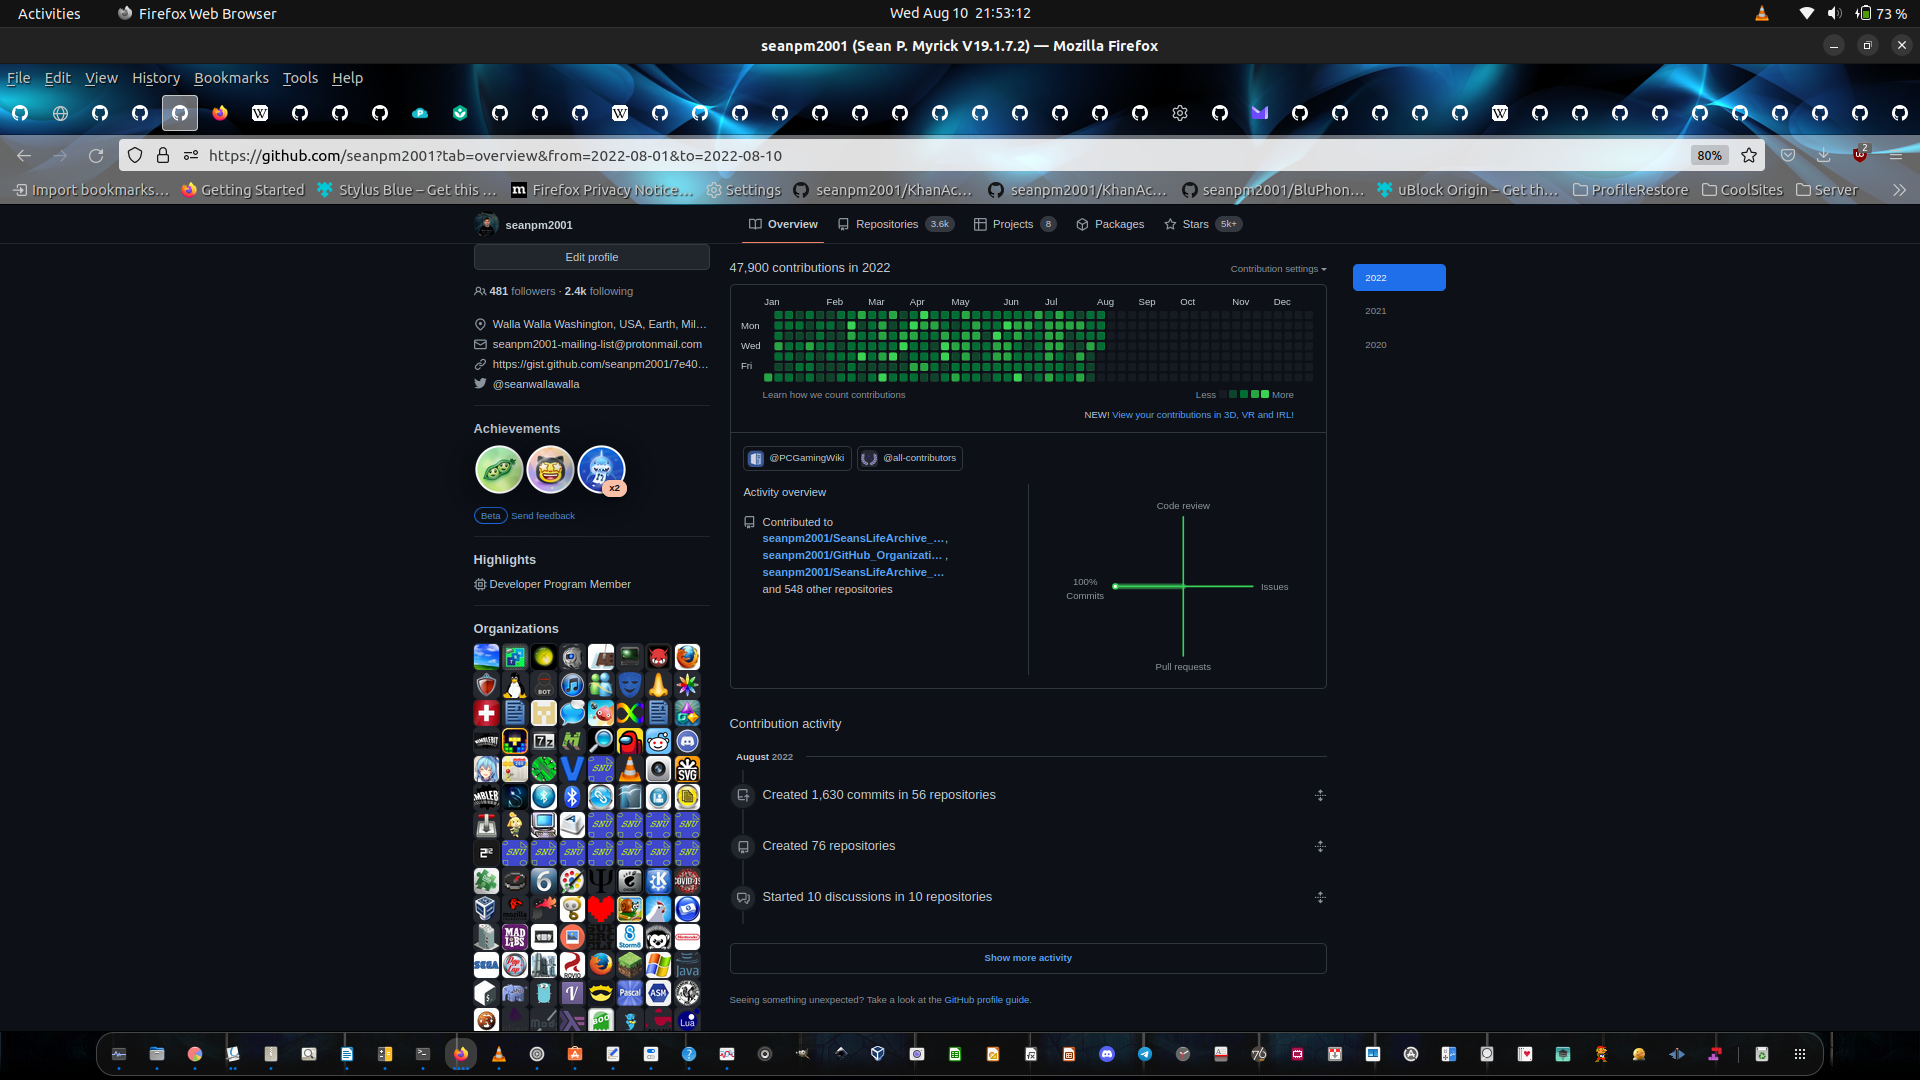 Activities
Firefox Web Browser
Wed Aug 10 21:53:12
73 %
seanpm2001 (Sean P. Myrick V19.1.7.2) — Mozilla Firefox
File Edit View History Bookmarks Tools Help
https://github.com/seanpm2001?tab=overview&from=2022-08-01&to=2022-08-10
80%
2
Import bookmarks…
Getting Started
Stylus Blue – Get this …
Firefox Privacy Notice…
Settings
seanpm2001/KhanAc…
seanpm2001/KhanAc…
seanpm2001/BluPhon…
uBlock Origin – Get th…
ProfileRestore
CoolSites
Server
seanpm2001
Overview
Repositories 3.6k
Projects 8
Packages
Stars 5k+
Edit profile
481 followers · 2.4k following
Walla Walla Washington, USA, Earth, Mil…
seanpm2001-mailing-list@protonmail.com
https://gist.github.com/seanpm2001/7e40…
@seanwallawalla
Achievements
x2
Beta Send feedback
Highlights
Developer Program Member
Organizations
47,900 contributions in 2022
Contribution settings
2022
2021
2020
Jan Feb Mar Apr May Jun Jul Aug Sep Oct Nov Dec
Mon
Wed
Fri
Learn how we count contributions
Less More
NEW! View your contributions in 3D, VR and IRL!
@PCGamingWiki
@all-contributors
Activity overview
Contributed to
seanpm2001/SeansLifeArchive_…,
seanpm2001/GitHub_Organizati… ,
seanpm2001/SeansLifeArchive_…
and 548 other repositories
Code review
100%
Commits
Issues
Pull requests
Contribution activity
August 2022
Created 1,630 commits in 56 repositories
Created 76 repositories
Started 10 discussions in 10 repositories
Show more activity
Seeing something unexpected? Take a look at the GitHub profile guide.